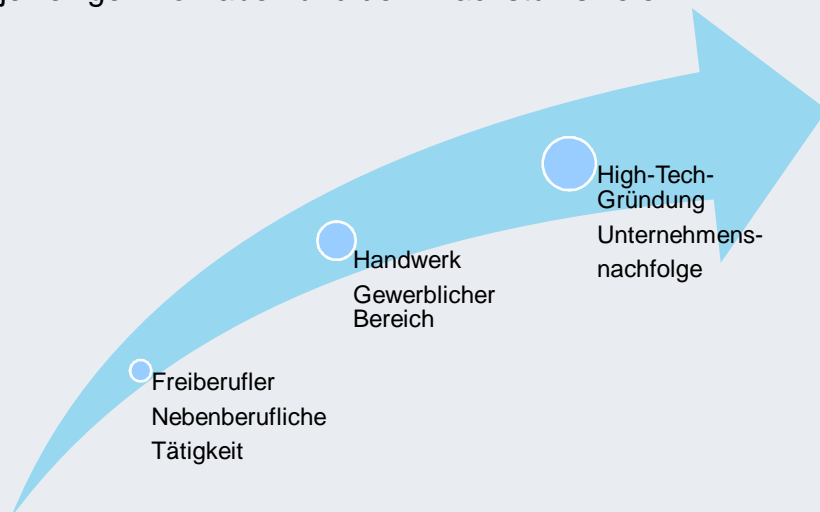 High-Tech-
Gründung
Unternehmens-
nachfolge
Handwerk
Gewerblicher
Bereich
Freiberufler
Nebenberufliche
Tätigkeit